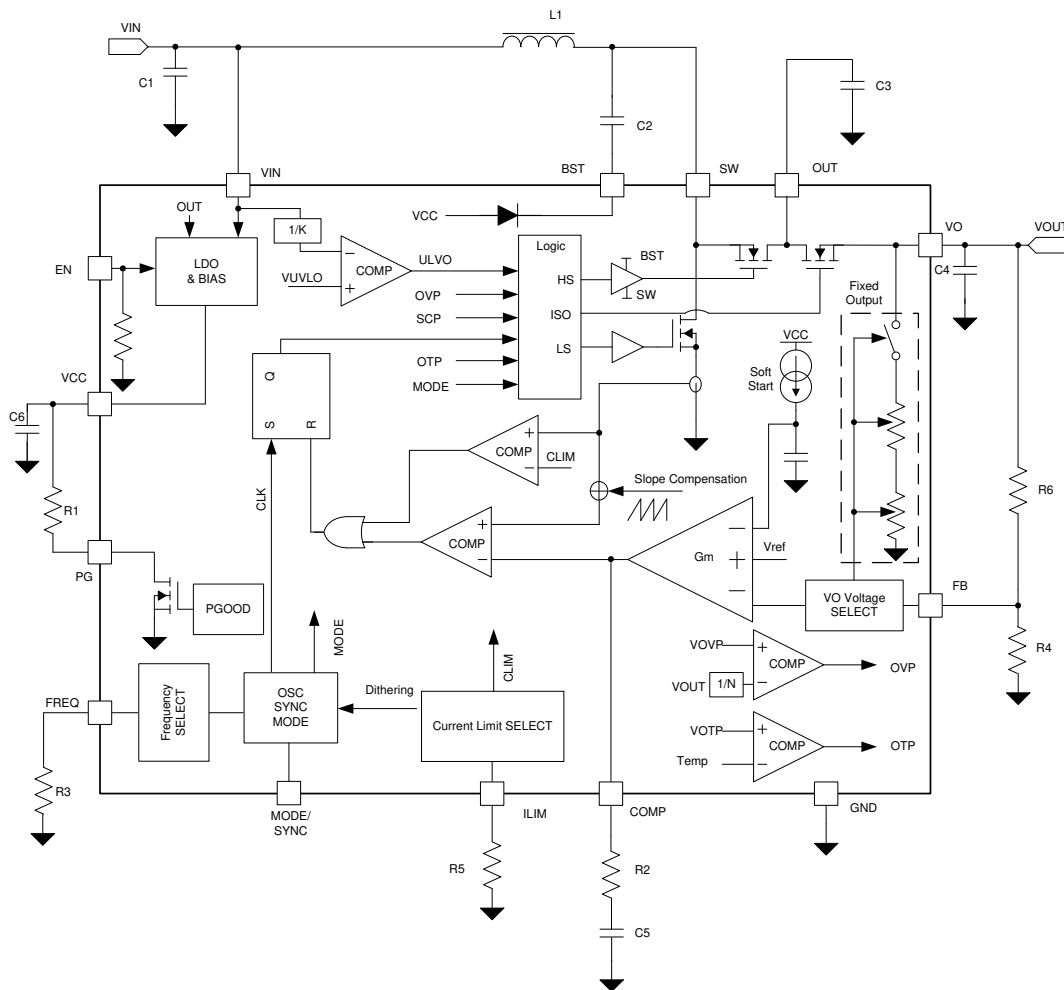 L1
VIN
C1
C3
C2
VIN
BST
SW
OUT
OUT
VCC
1/K
Logic
BST
VO
VOUT
EN
LDO
& BIAS
COMP
ULVO
HS
SW
C4
VUVLO
OVP
Fixed
Output
SCP
ISO
VCC
LS
OTP
Soft
Start
VCC
MODE
Q
C6
S
R
COMP
CLIM
Slope Compensation
CLK
R6
R1
COMP
Gm
Vref
PG
FB
PGOOD
VO Voltage
SELECT
MODE
VOVP
CLIM
COMP
OVP
R4
VOUT
1/N
Dithering
FREQ
Frequency
SELECT
OSC
SYNC
MODE
Current Limit SELECT
VOTP
COMP
OTP
Temp
R3
MODE/
SYNC
ILIM
COMP
GND
R5
R2
C5